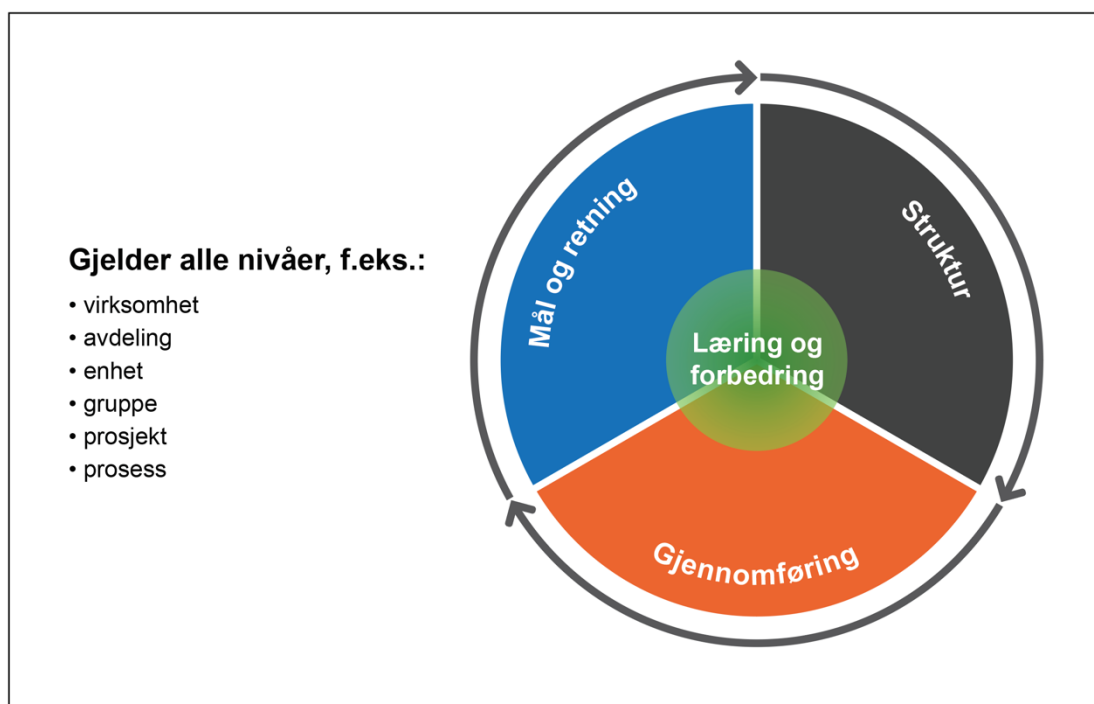 Gjelder alle nivåer, f.eks.:
• virksomhet
• avdeling
• enhet
• gruppe
• prosjekt
• prosess
Mål og retning
Struktur
Læring og
forbedring
Gjennomføring